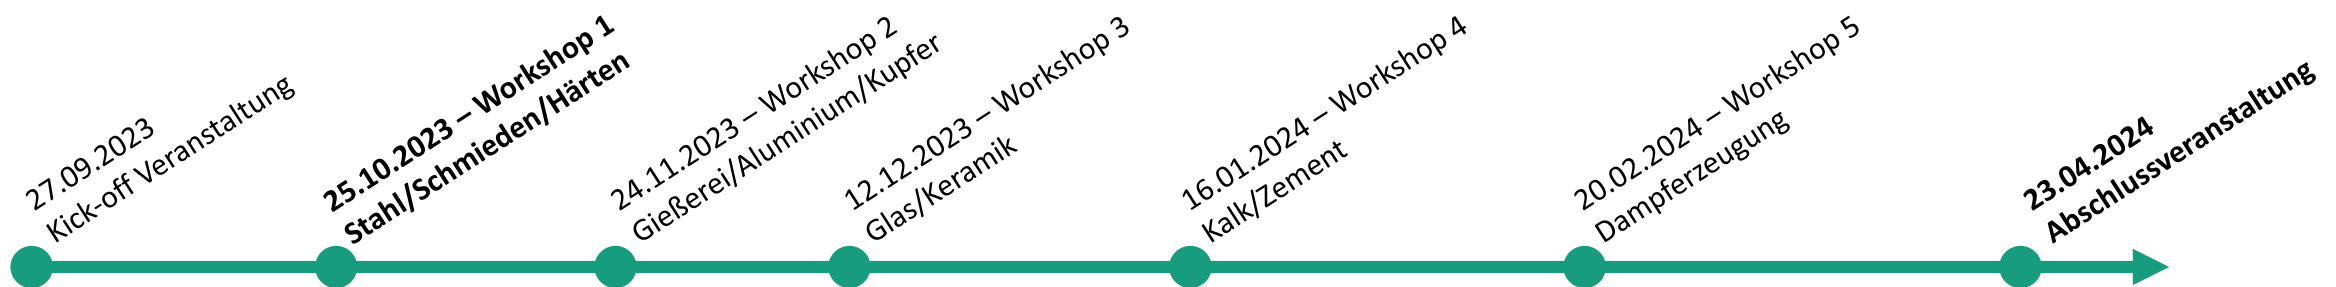 27.09.2023
Kick-off Veranstaltung
25.10.2023 – Workshop 1
Stahl/Schmieden/Härten
24.11.2023 – Workshop 2
Gießerei/Aluminium/Kupfer
12.12.2023 – Workshop 3
Glas/Keramik
16.01.2024 – Workshop 4
Kalk/Zement
20.02.2024 – Workshop 5
Dampferzeugung
23.04.2024
Abschlussveranstaltung